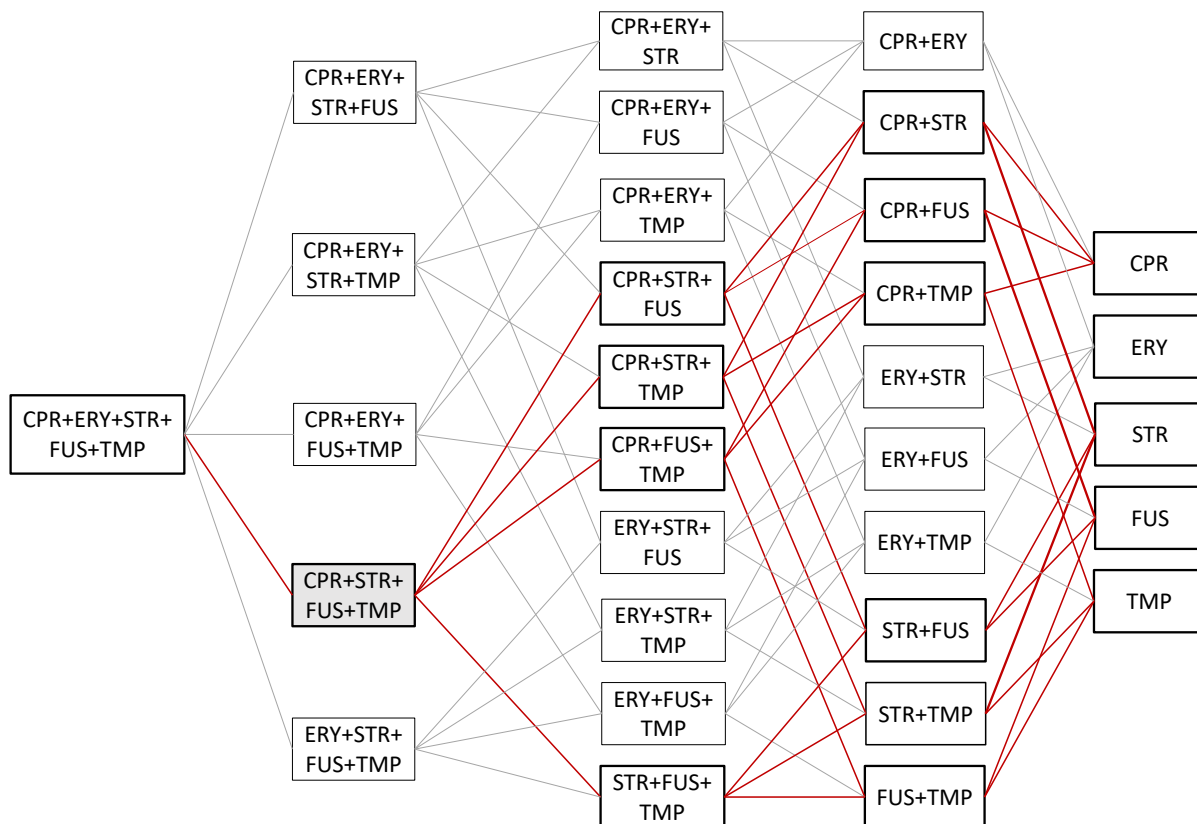 CPR+ERY+STR+
FUS+TMP
CPR+ERY+
STR+FUS
CPR+ERY+
STR+TMP
CPR+ERY+
FUS+TMP
CPR+STR+
FUS+TMP
ERY+STR+
FUS+TMP
CPR+ERY+
STR
CPR+ERY+
FUS
CPR+ERY+
TMP
CPR+STR+
FUS
CPR+STR+
TMP
CPR+FUS+
TMP
ERY+STR+
FUS
ERY+STR+
TMP
ERY+FUS+
TMP
STR+FUS+
TMP
CPR+ERY
CPR+STR
CPR+FUS
CPR+TMP
ERY+STR
ERY+FUS
ERY+TMP
STR+FUS
STR+TMP
FUS+TMP
CPR
ERY
STR
FUS
TMP